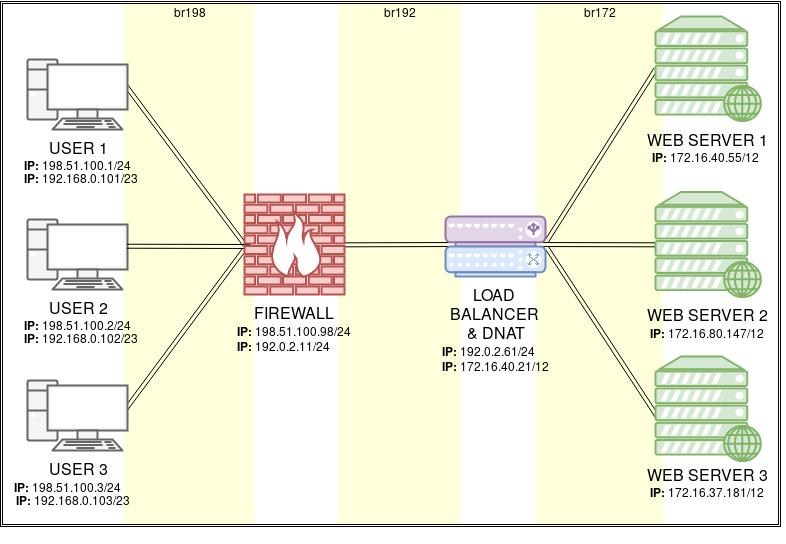 br198
br192
br172
USER 1
IP: 198.51.100.1/24
IP: 192.168.0.101/23
USER 2
IP: 198.51.100.2/24
IP: 192.168.0.102/23
USER 3
IP: 198.51.100.3/24
IP: 192.168.0.103/23
FIREWALL
IP: 198.51.100.98/24
IP: 192.0.2.11/24
LOAD
BALANCER
& DNAT
IP: 192.0.2.61/24
IP: 172.16.40.21/12
WEB SERVER 1
IP: 172.16.40.55/12
WEB SERVER 2
IP: 172.16.80.147/12
WEB SERVER 3
IP: 172.16.37.181/12